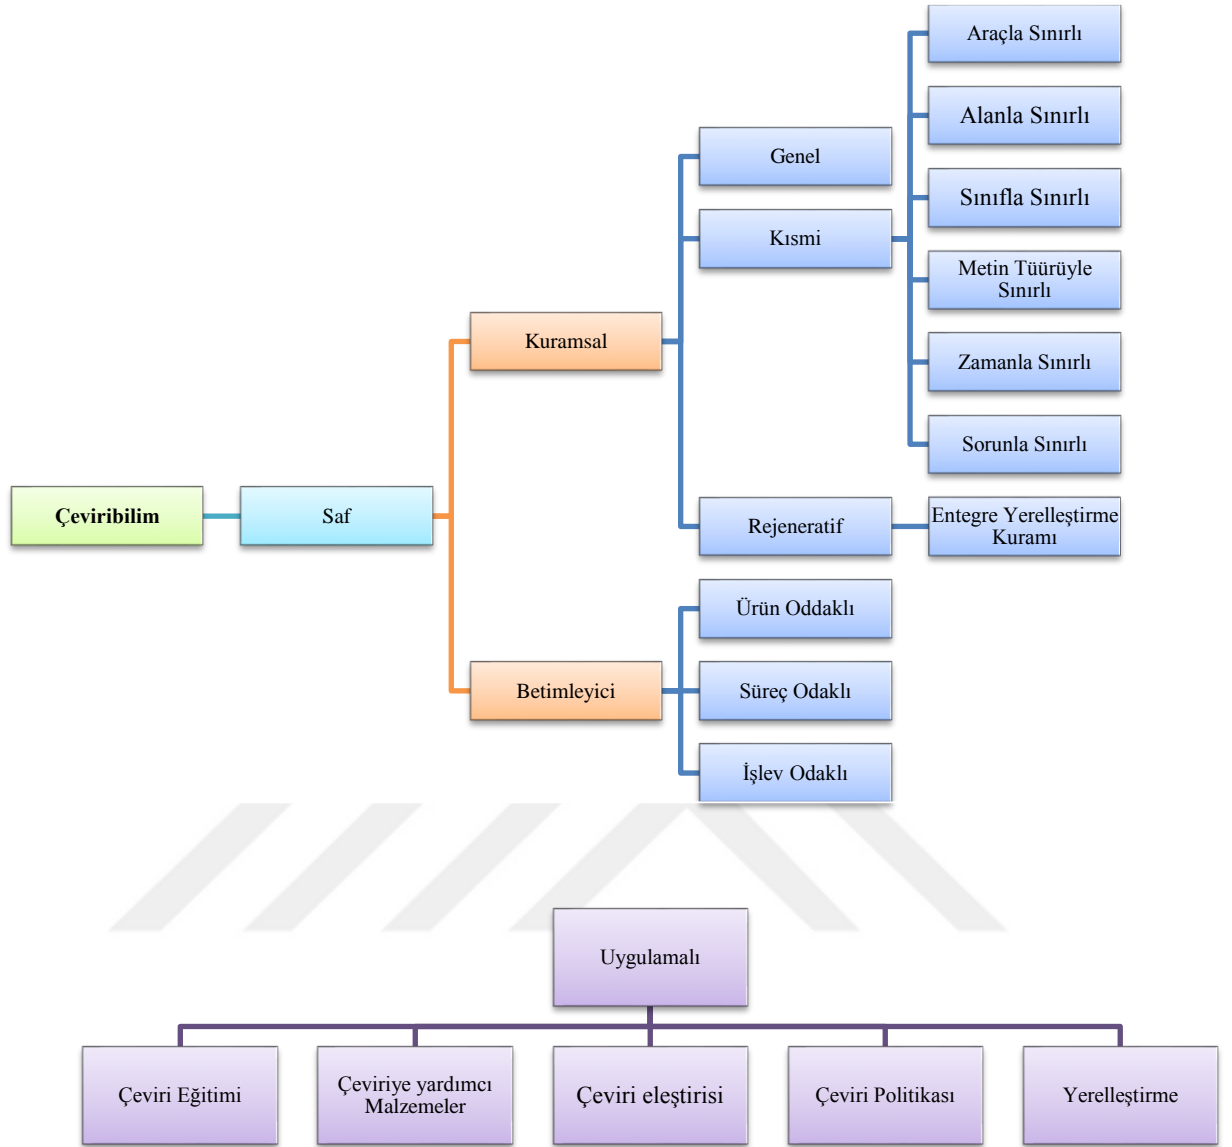 Çeviribilim
Saf
Kuramsal
Genel
Kısmi
Araçla Sınırlı
Alanla Sınırlı
Sınıfla Sınırlı
Metin Tüürüyle
Sınırlı
Zamanla Sınırlı
Sorunla Sınırlı
Rejeneratif
Entegre Yerelleştirme
Kuramı
Betimleyici
Ürün Oddaklı
Süreç Odaklı
İşlev Odaklı
Uygulamalı
Çeviri Eğitimi
Çeviriye yardımcı
Malzemeler
Çeviri eleştirisi
Çeviri Politikası
Yerelleştirme